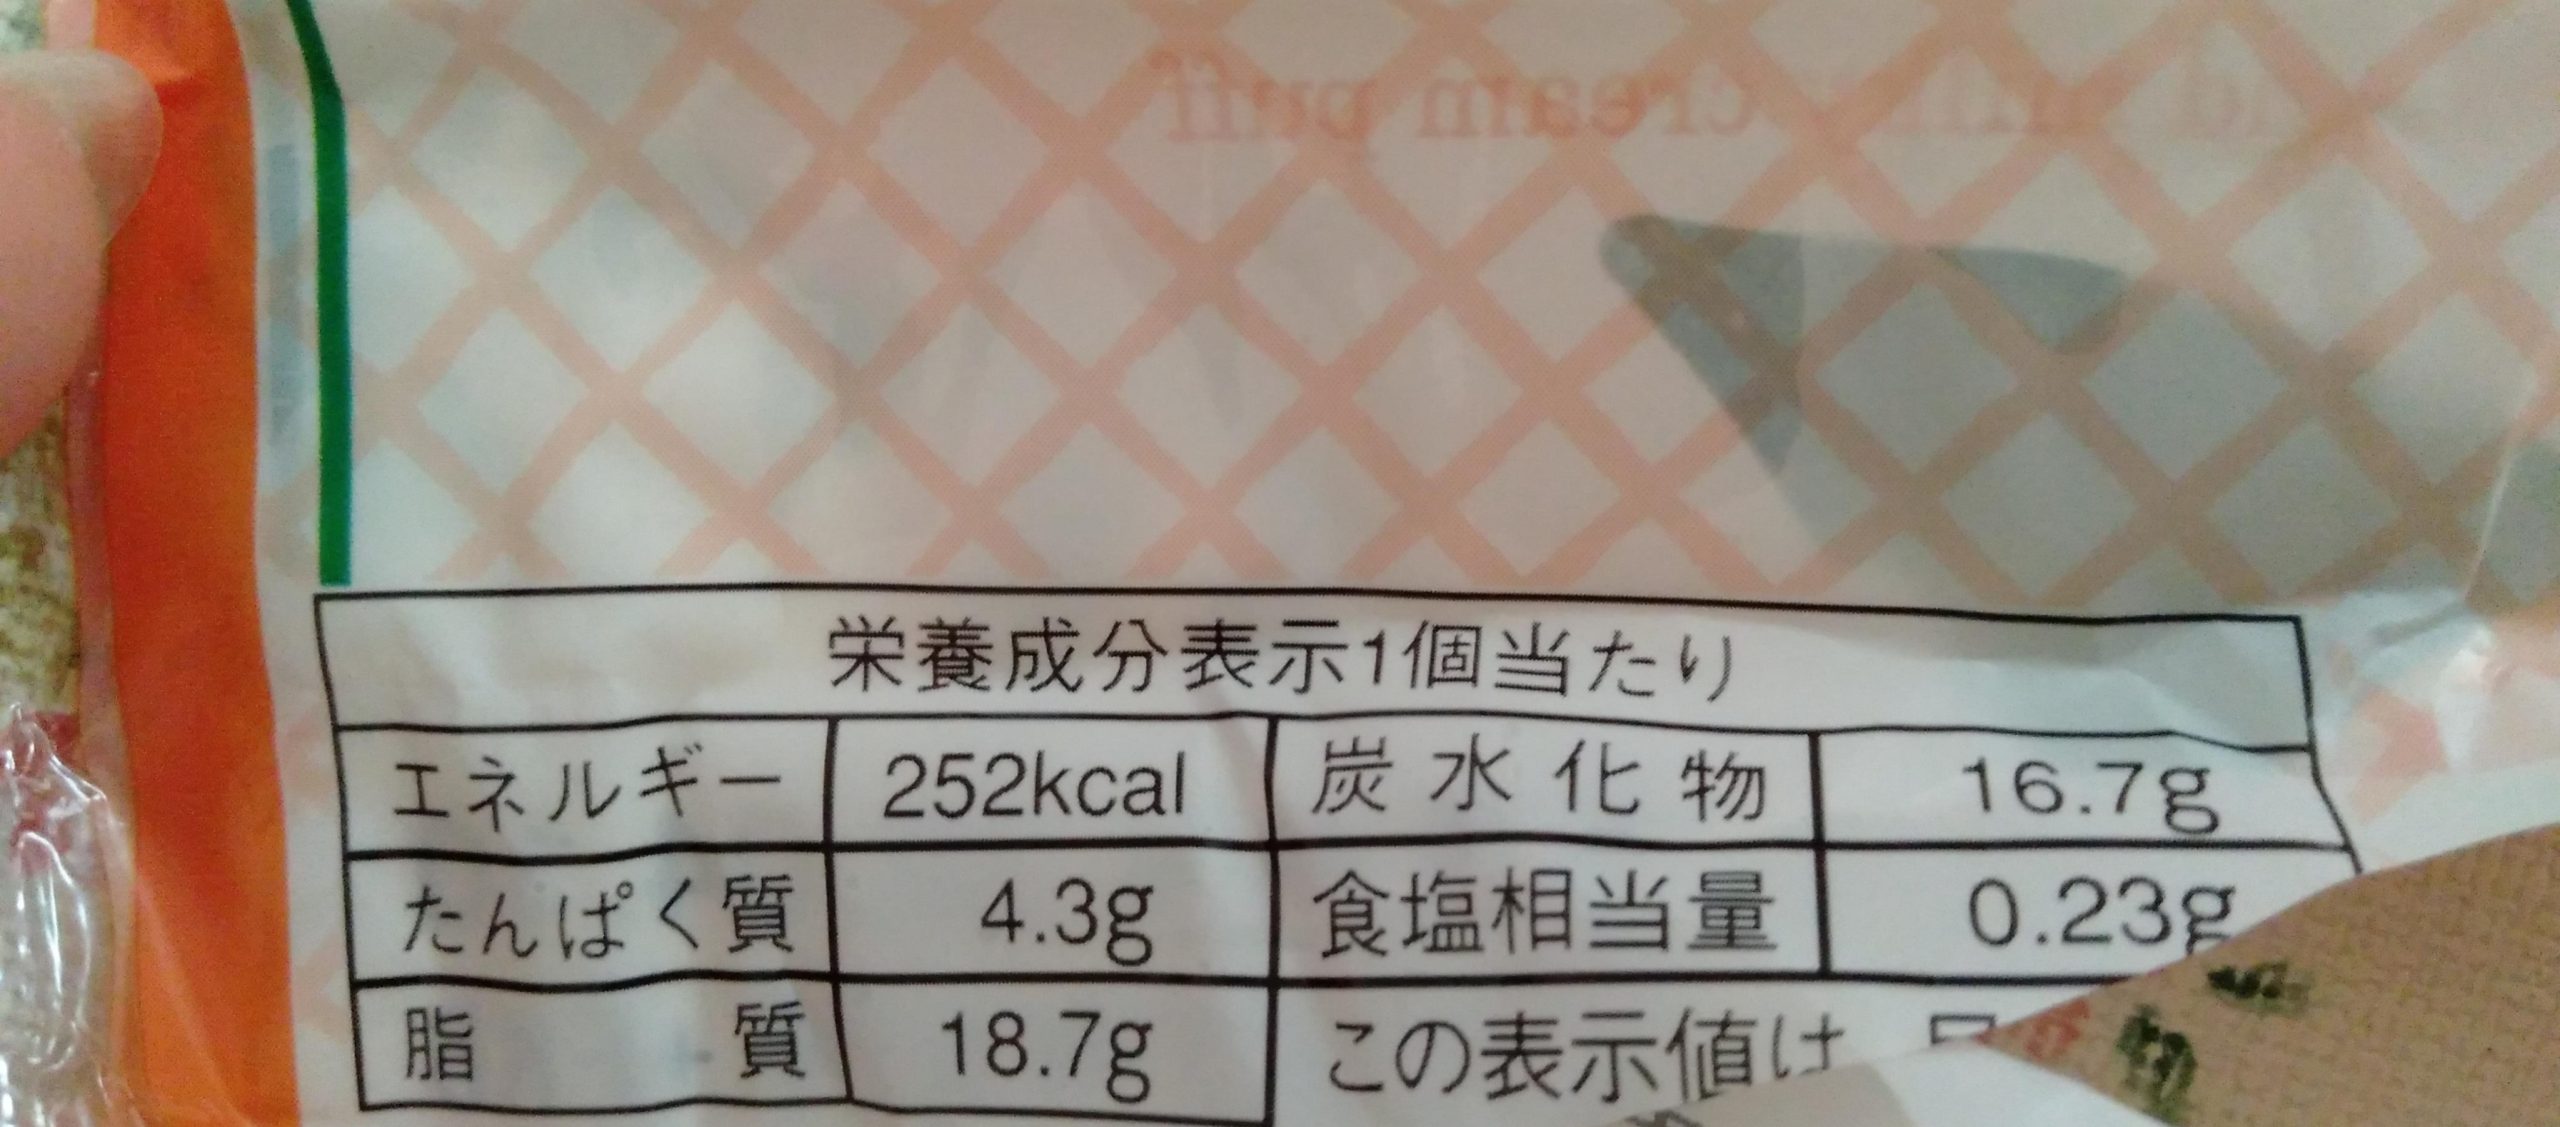 cream puff
栄養成分表示1個当たり
エネルギー 252kcal 炭水化物 16.7g
たんぱく質 4.3g 食塩相当量 0.23g
脂質 18.7g この表示値は